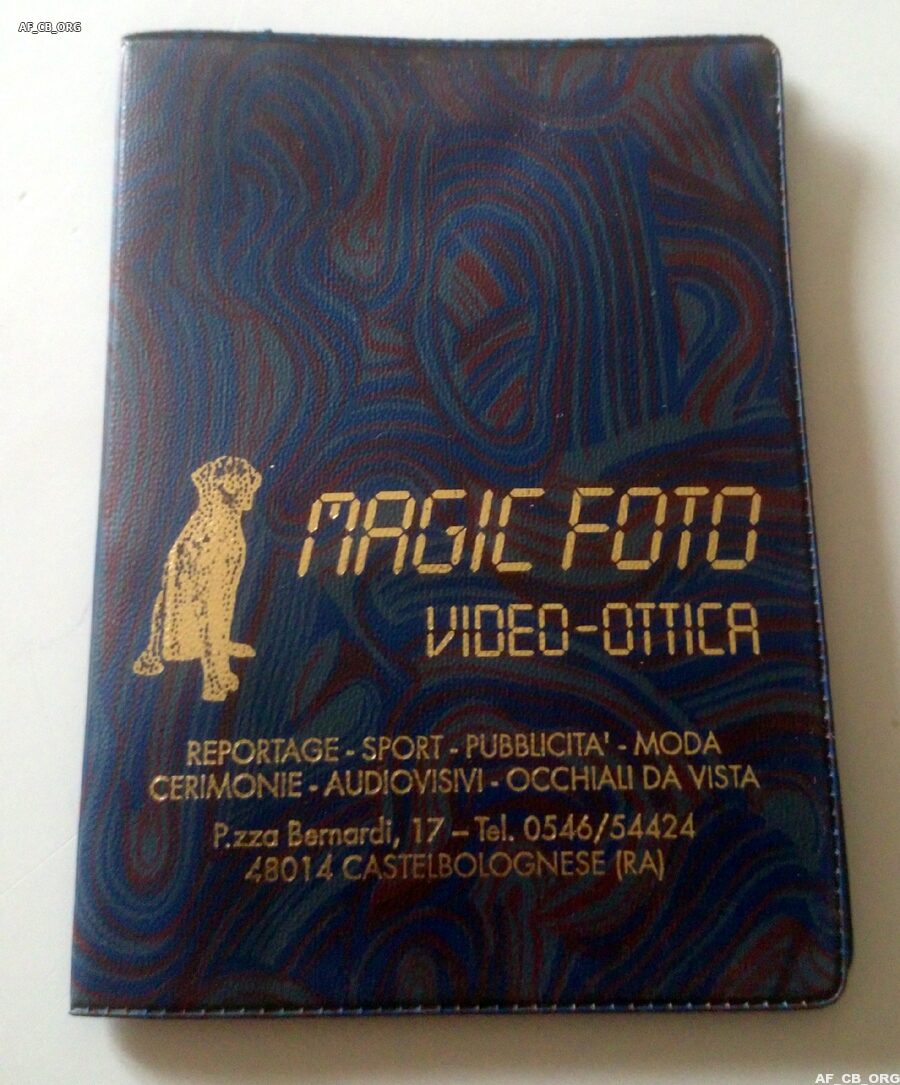 AF_CB_ORG
MAGIC FOTO
VIDEO-OTTICA
REPORTAGE - SPORT - PUBBLICITA' - MODA
CERIMONIE - AUDIOVISIVI - OCCHIALI DA VISTA
P.zza Bernardi, 17 – Tel. 0546/54424
48014 CASTELBOLOGNESE (RA)
AF_CB_ORG